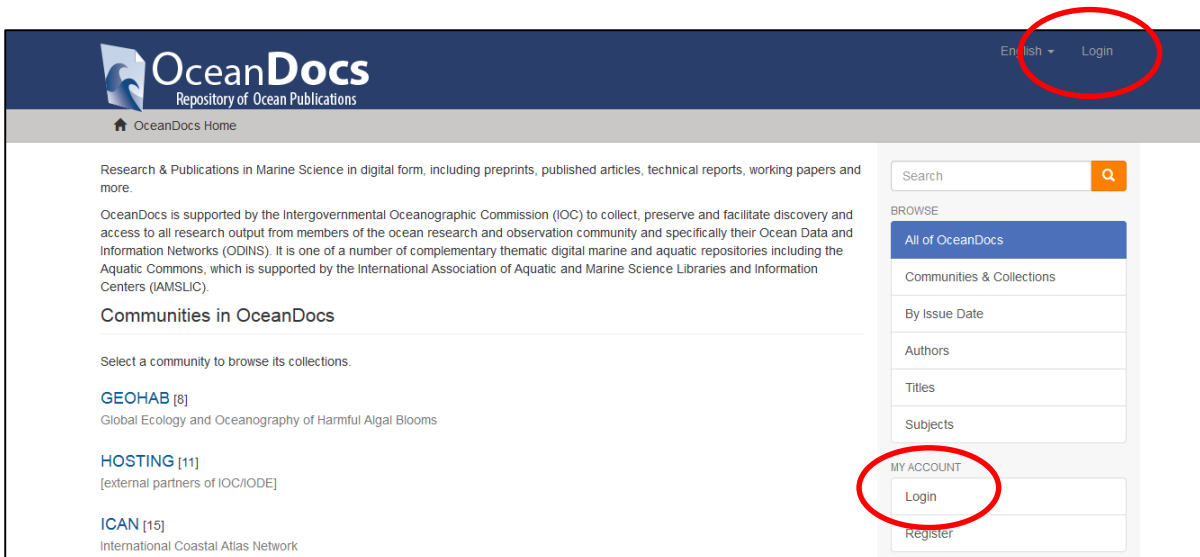 English Login
OceanDocs
Repository of Ocean Publications
OceanDocs Home
Research & Publications in Marine Science in digital form, including preprints, published articles, technical reports, working papers and
more.
OceanDocs is supported by the Intergovernmental Oceanographic Commission (IOC) to collect, preserve and facilitate discovery and
access to all research output from members of the ocean research and observation community and specifically their Ocean Data and
Information Networks (ODINS). It is one of a number of complementary thematic digital marine and aquatic repositories including the
Aquatic Commons, which is supported by the International Association of Aquatic and Marine Science Libraries and Information
Centers (IAMSLIC).
Communities in OceanDocs
Select a community to browse its collections.
GEOHAB [8]
Global Ecology and Oceanography of Harmful Algal Blooms
HOSTING [11]
[external partners of IOC/IODE]
ICAN [15]
International Coastal Atlas Network
Search
BROWSE
All of OceanDocs
Communities & Collections
By Issue Date
Authors
Titles
Subjects
MY ACCOUNT
Login
Register